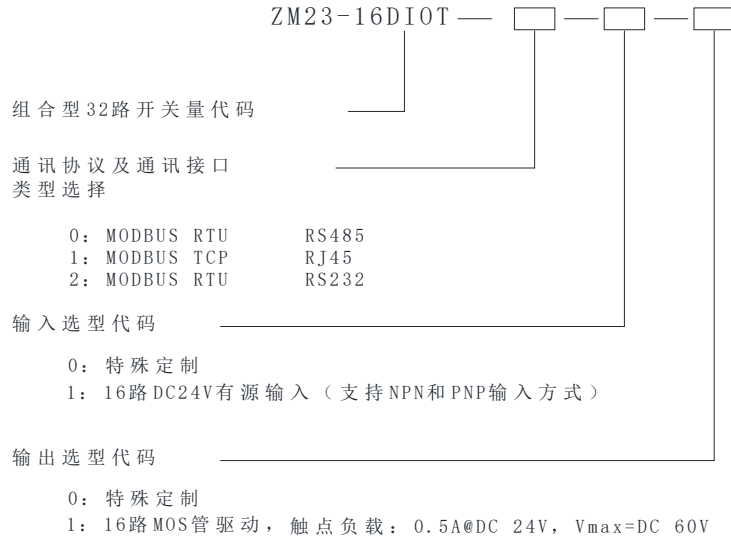 ZM23-16DIOT
组合型32路开关量代码
通讯协议及通讯接口
类型选择
0: MODBUS RTU RS485
1: MODBUS TCP RJ45
2: MODBUS RTU RS232
输入选型代码
0: 特殊定制
1: 16路DC24V有源输入（支持NPN和PNP输入方式）
输出选型代码
0: 特殊定制
1: 16路MOS管驱动，触点负载：0.5A@DC 24V，Vmax=DC 60V